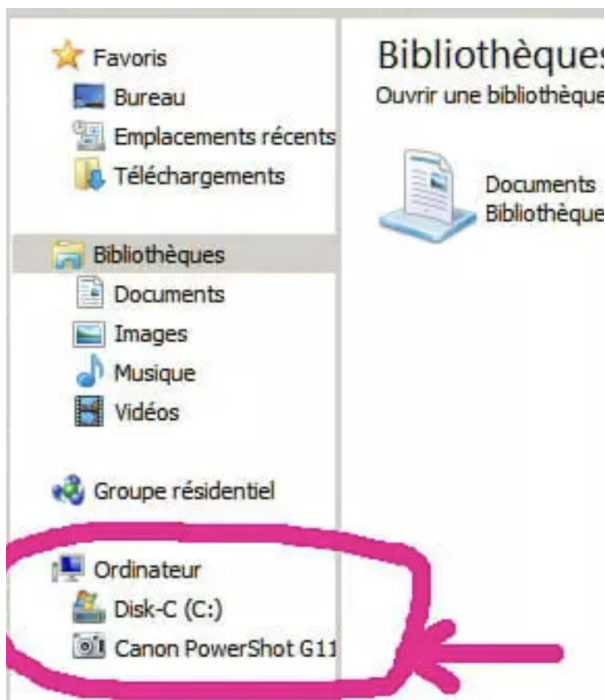 Favoris
Bureau
Emplacements récents
Téléchargements
Bibliothèques
Documents
Images
Musique
Vidéos
Groupe résidentiel
Ordinateur
Disk-C (C:)
Canon PowerShot G11
Bibliothèques
Ouvrir une bibliothèque
Documents
Bibliothèque